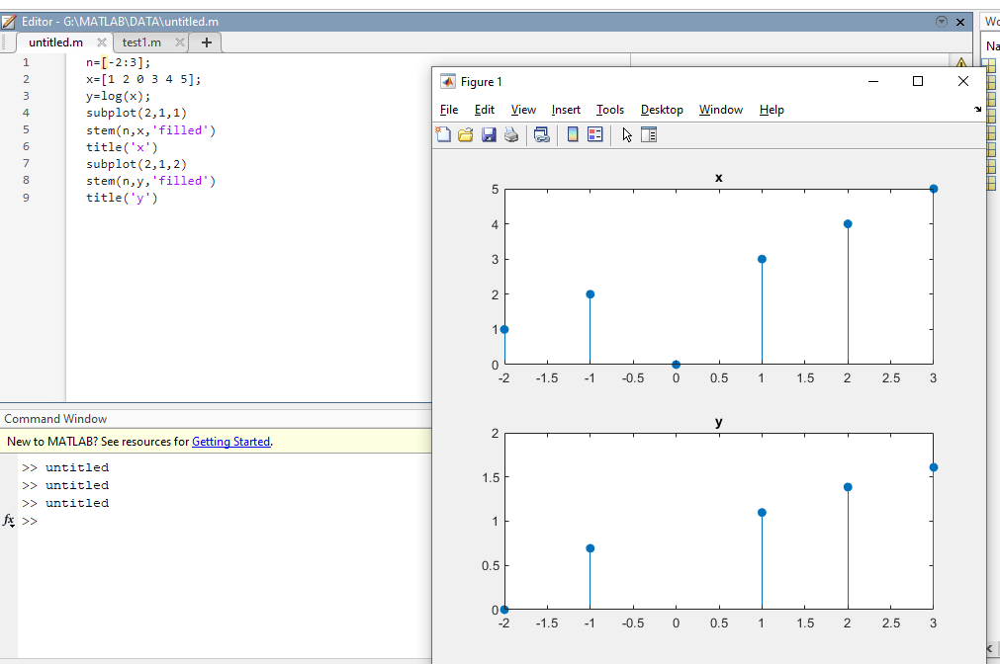 Editor - G:\MATLAB\DATA\untitled.m
Wo
untitled.m test1.m +
Na
1 n=[-2:3];
2 x=[1 2 0 3 4 5];
3 y=log(x);
4 subplot(2,1,1)
5 stem(n,x,'filled')
6 title('x')
7 subplot(2,1,2)
8 stem(n,y,'filled')
9 title('y')
Command Window
New to MATLAB? See resources for Getting Started.
>> untitled
>> untitled
>> untitled
fx >>
Figure 1
File Edit View Insert Tools Desktop Window Help
x
5
4
3
2
1
0
-2 -1.5 -1 -0.5 0 0.5 1 1.5 2 2.5 3
y
2
1.5
1
0.5
0
-2 -1.5 -1 -0.5 0 0.5 1 1.5 2 2.5 3